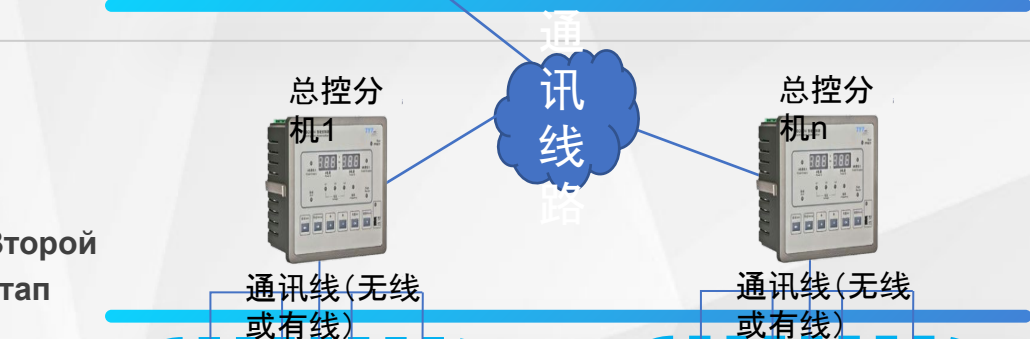 通
讯
线
路
总控分
机1
总控分
机n
Второй
тап
通讯线(无线
或有线)
通讯线(无线
或有线)